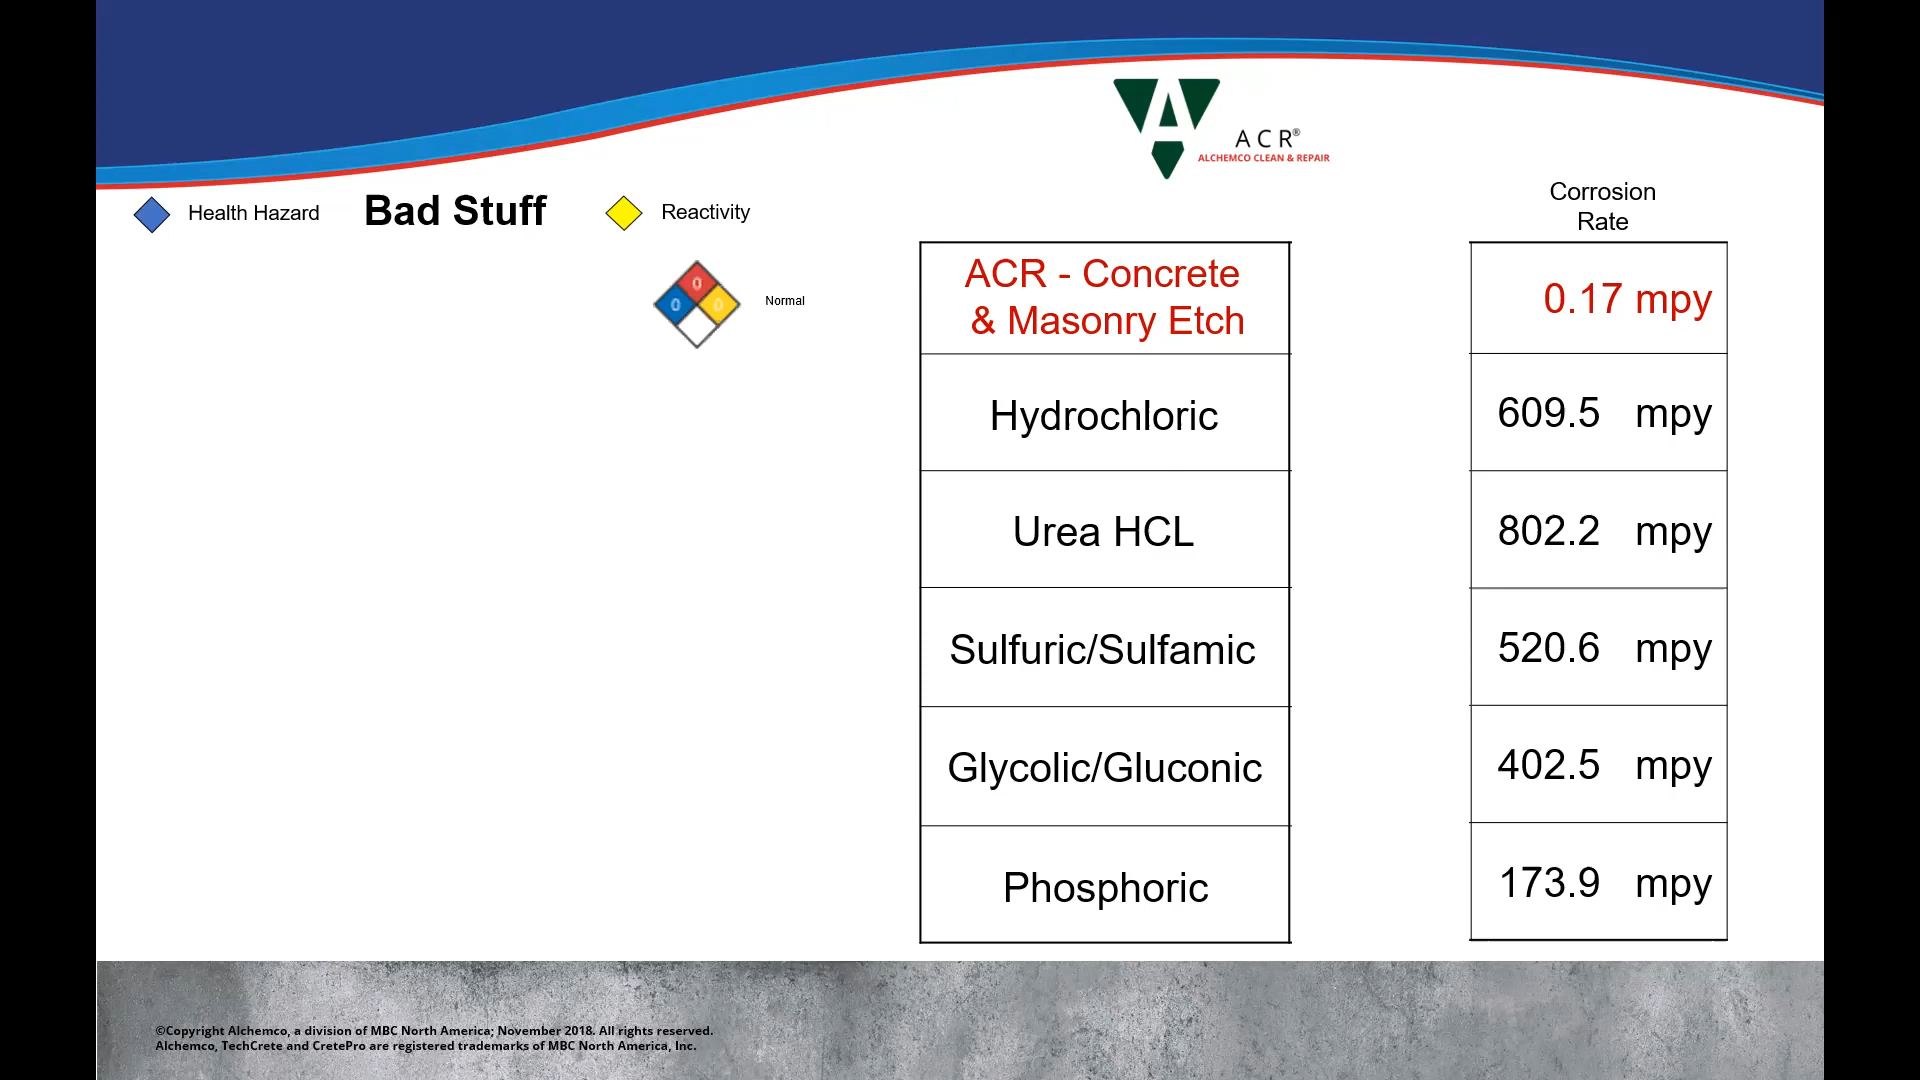 A C R®
ALCHEMCO CLEAN & REPAIR
Health Hazard
Bad Stuff
Reactivity
Corrosion
Rate
0
0
0
Normal
ACR - Concrete
& Masonry Etch
0.17 mpy
Hydrochloric
609.5 mpy
Urea HCL
802.2 mpy
Sulfuric/Sulfamic
520.6 mpy
Glycolic/Gluconic
402.5 mpy
Phosphoric
173.9 mpy
©Copyright Alchemco, a division of MBC North America; November 2018. All rights reserved.
Alchemco, TechCrete and CretePro are registered trademarks of MBC North America, Inc.